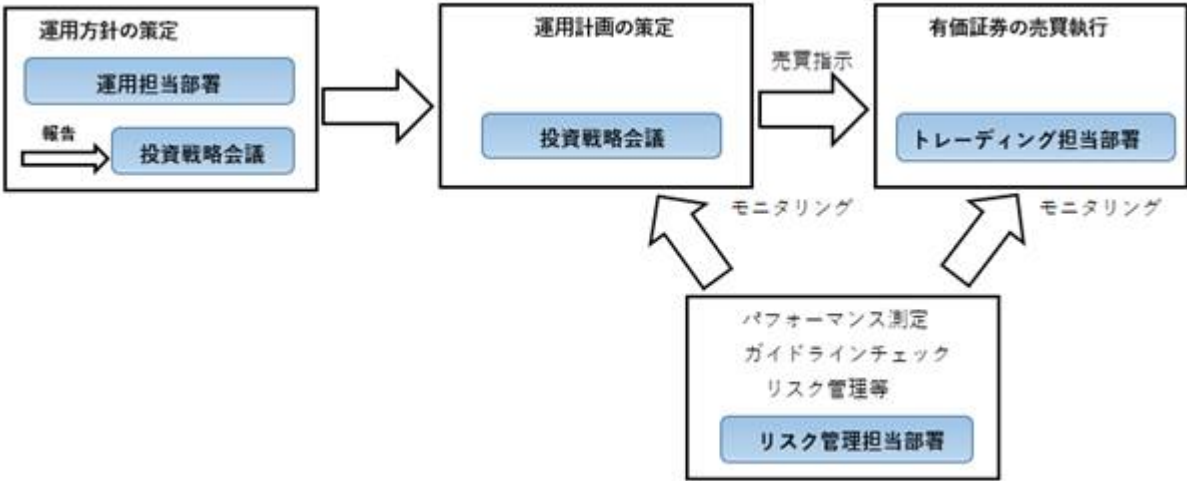 運用方針の策定
運用担当部署
報告
投資戦略会議
運用計画の策定
投資戦略会議
売買指示
有価証券の売買執行
トレーディング担当部署
モニタリング
モニタリング
パフォーマンス測定
ガイドラインチェック
リスク管理等
リスク管理担当部署